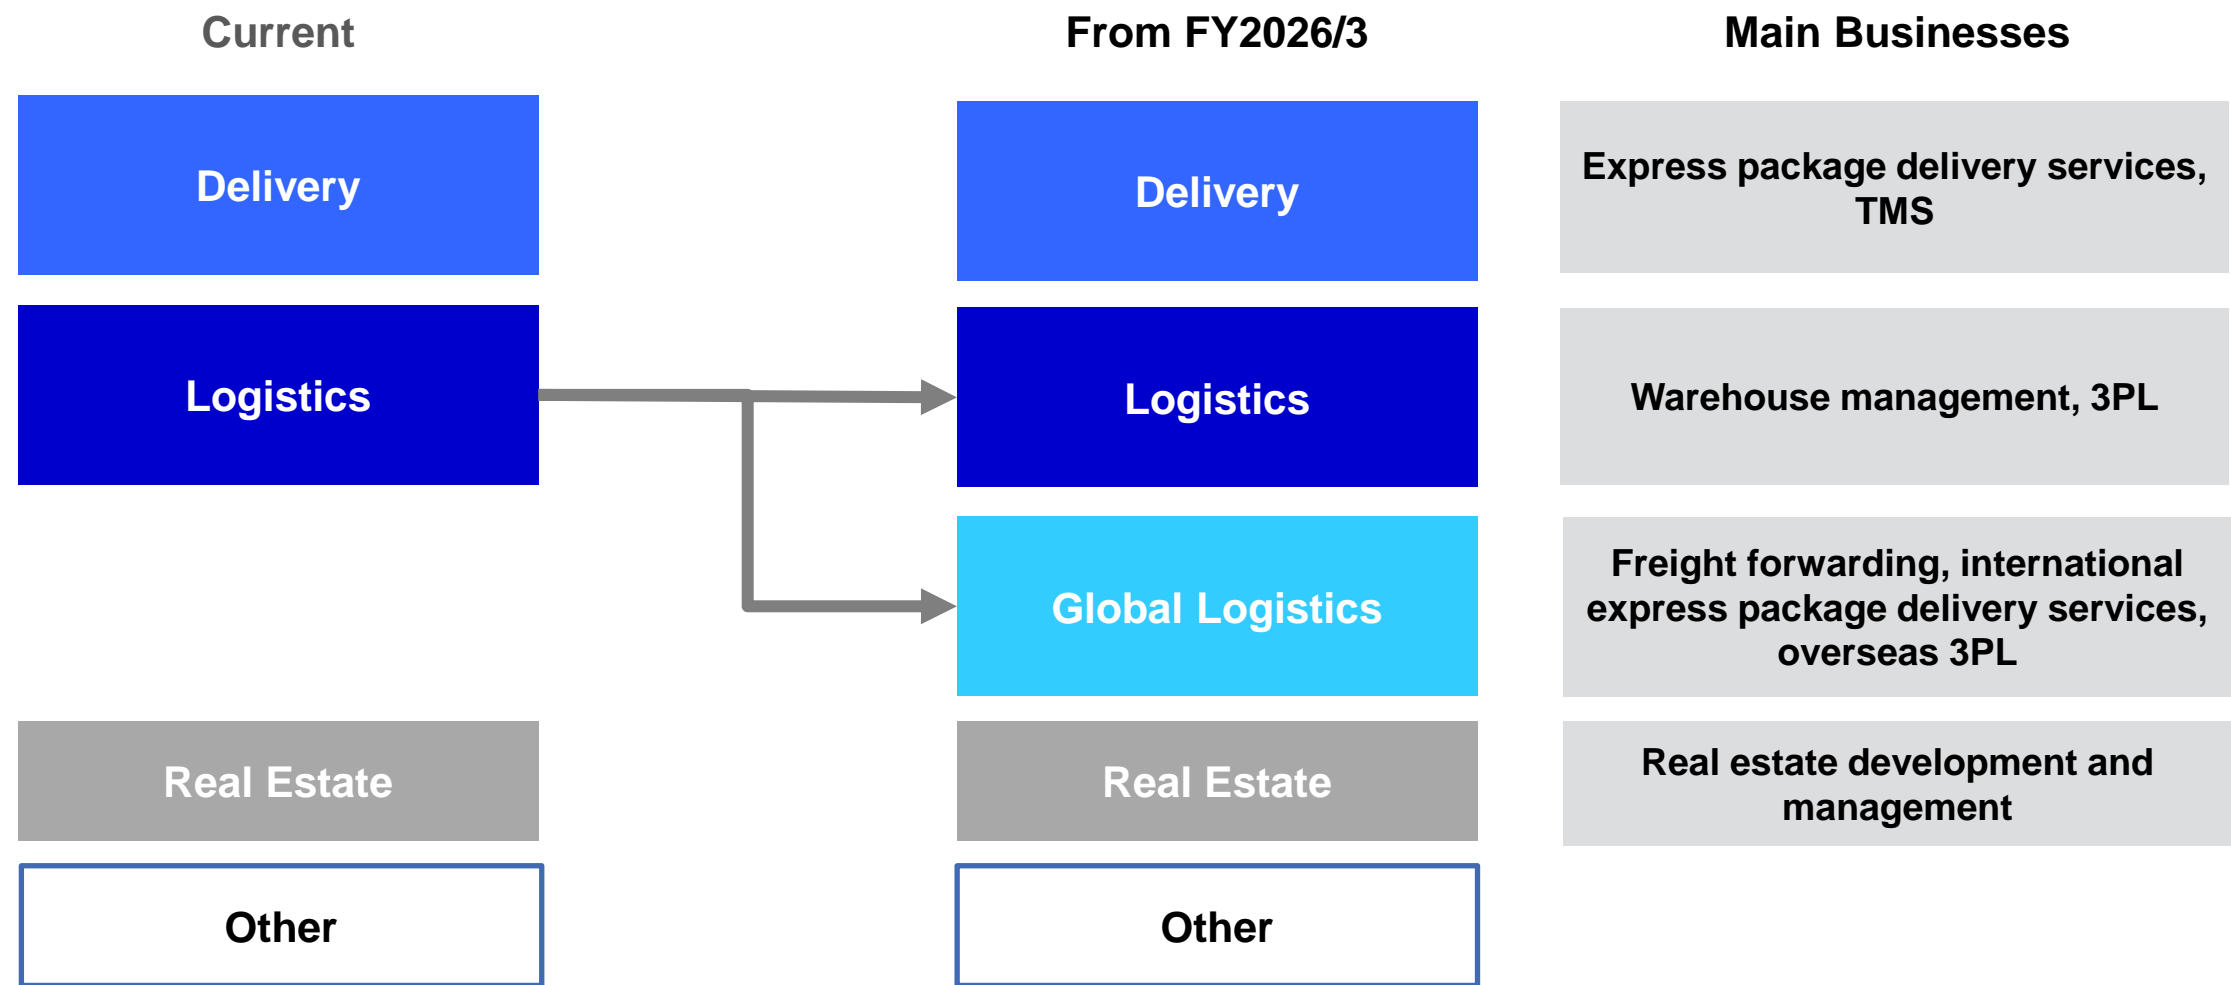 Current
From FY2026/3
Main Businesses
Delivery
Delivery
Express package delivery services,
TMS
Logistics
Logistics
Warehouse management, 3PL
Global Logistics
Freight forwarding, international
express package delivery services,
overseas 3PL
Real Estate
Real Estate
Real estate development and
management
Other
Other